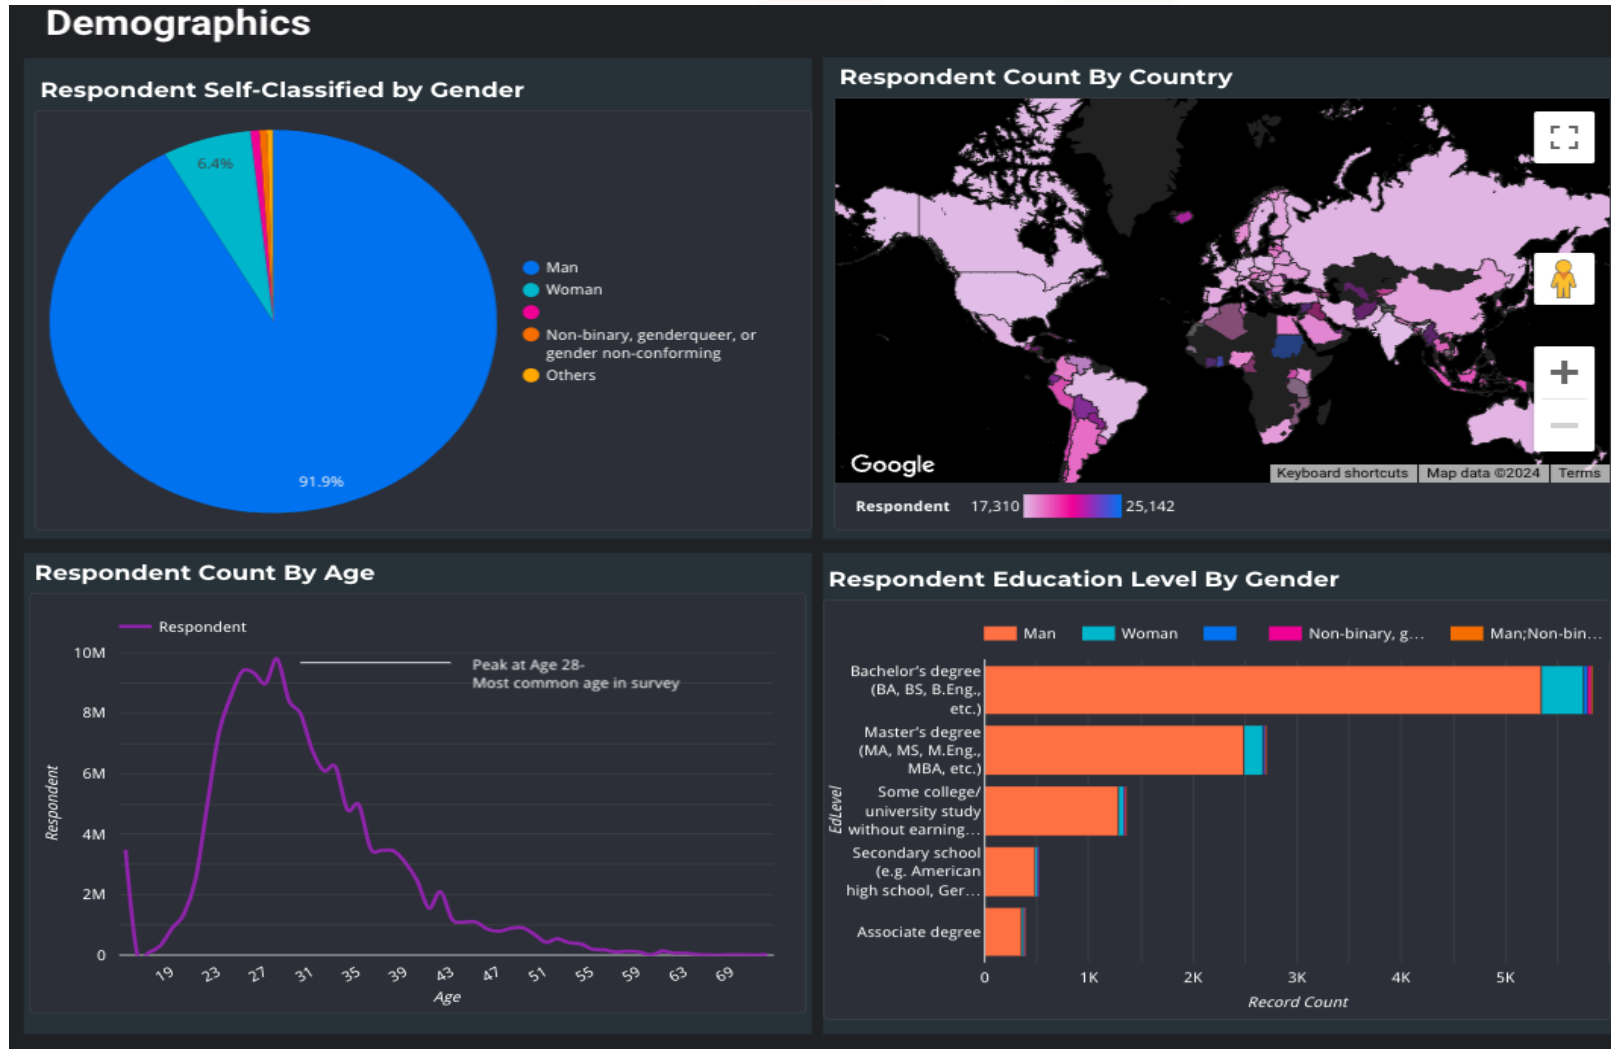 Demographics
Respondent Self-Classified by Gender
6.4%
91.9%
Man
Woman
Non-binary, genderqueer, or
gender non-conforming
Others
Respondent Count By Country
Google
Keyboard shortcuts
Map data ©2024
Terms
Respondent
17,310
25,142
Respondent Count By Age
Respondent
Peak at Age 28-
Most common age in survey
10M
8M
6M
4M
2M
0
Respondent
19
23
27
31
35
39
43
47
51
55
59
63
69
Age
Respondent Education Level By Gender
Man
Woman
Non-binary, g...
Man;Non-bin...
Bachelor's degree
(BA, BS, B.Eng.,
etc.)
Master's degree
(MA, MS, M.Eng.,
MBA, etc.)
Some college/
university study
without earning...
Secondary school
(e.g. American
high school, Ger...
Associate degree
EdLevel
0
1K
2K
3K
4K
5K
Record Count